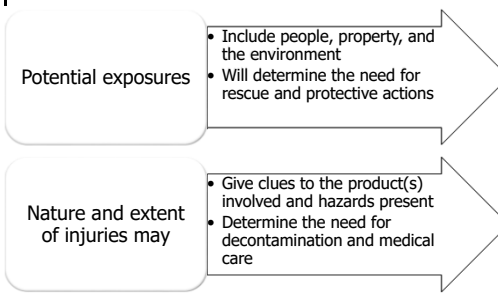 Potential exposures
• Include people, property, and
the environment
• Will determine the need for
rescue and protective actions
Nature and extent
of injuries may
• Give clues to the product(s)
involved and hazards present
• Determine the need for
decontamination and medical
care